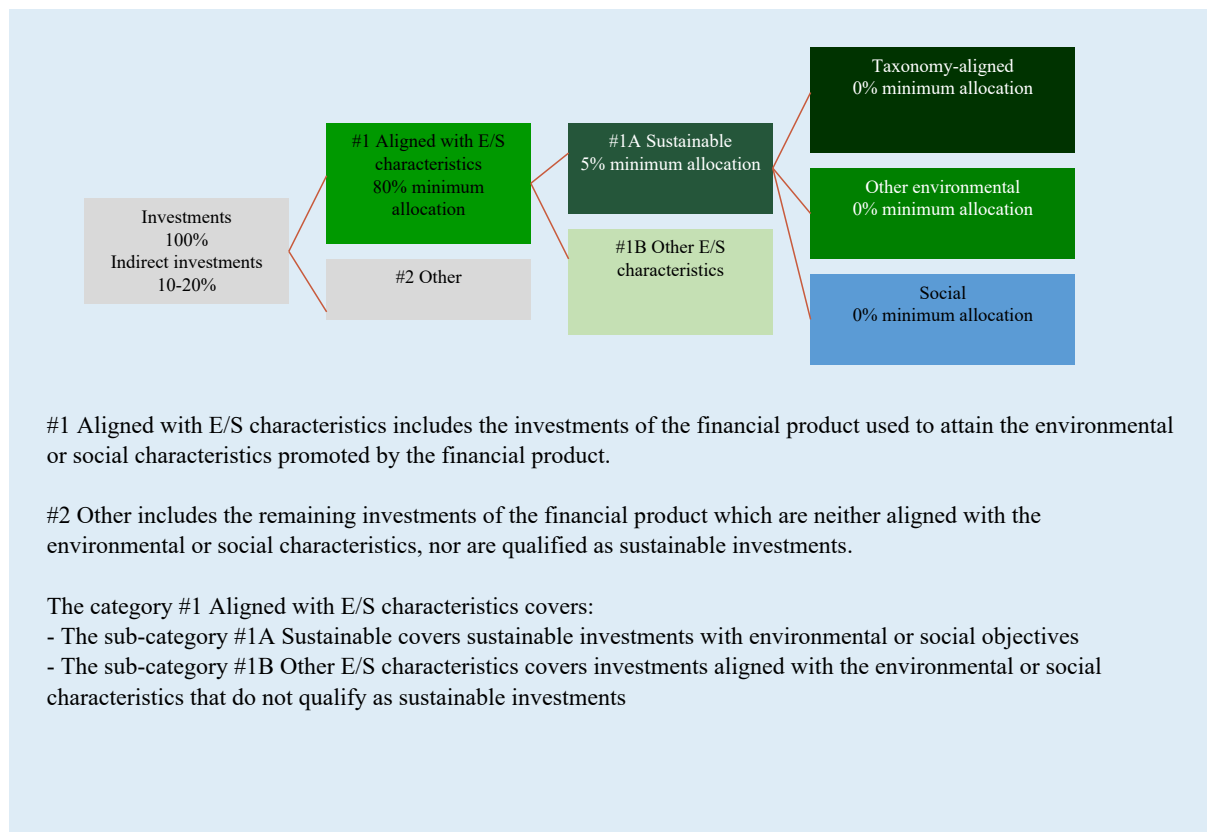 Investments
100%
Indirect investments
10-20%
#1 Aligned with E/S
characteristics
80% minimum
allocation
#2 Other
#1A Sustainable
5% minimum allocation
#1B Other E/S
characteristics
Taxonomy-aligned
0% minimum allocation
Other environmental
0% minimum allocation
Social
0% minimum allocation
#1 Aligned with E/S characteristics includes the investments of the financial product used to attain the environmental
or social characteristics promoted by the financial product.
#2 Other includes the remaining investments of the financial product which are neither aligned with the
environmental or social characteristics, nor are qualified as sustainable investments.
The category #1 Aligned with E/S characteristics covers:
- The sub-category #1A Sustainable covers sustainable investments with environmental or social objectives
- The sub-category #1B Other E/S characteristics covers investments aligned with the environmental or social
characteristics that do not qualify as sustainable investments